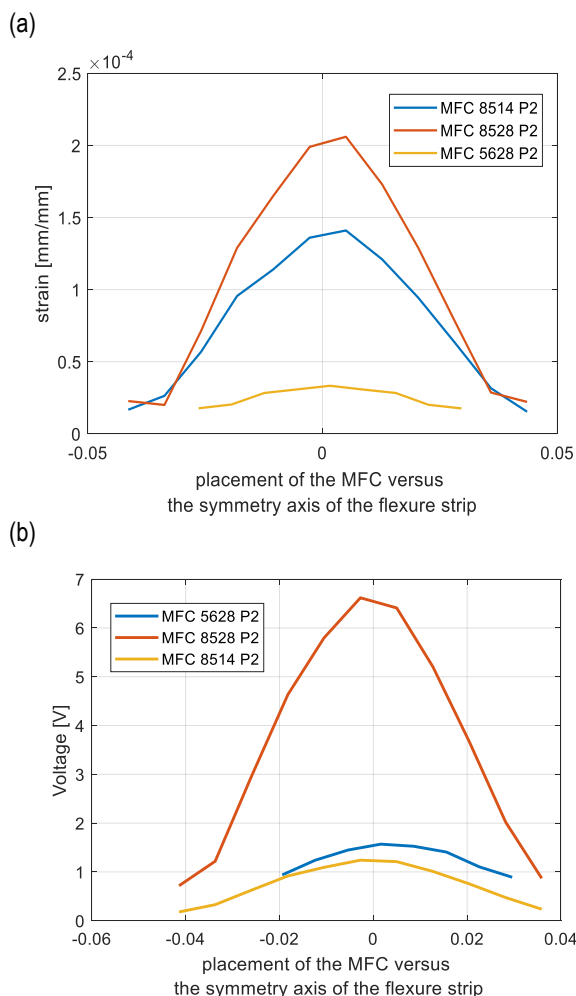 (a)
×10⁻⁴
2.5
2
1.5
1
0.5
0
-0.05
0
0.05
strain [mm/mm]
MFC 8514 P2
MFC 8528 P2
MFC 5628 P2
placement of the MFC versus
the symmetry axis of the flexure strip
(b)
7
6
5
4
3
2
1
0
-0.06
-0.04
-0.02
0
0.02
0.04
Voltage [V]
MFC 5628 P2
MFC 8528 P2
MFC 8514 P2
placement of the MFC versus
the symmetry axis of the flexure strip